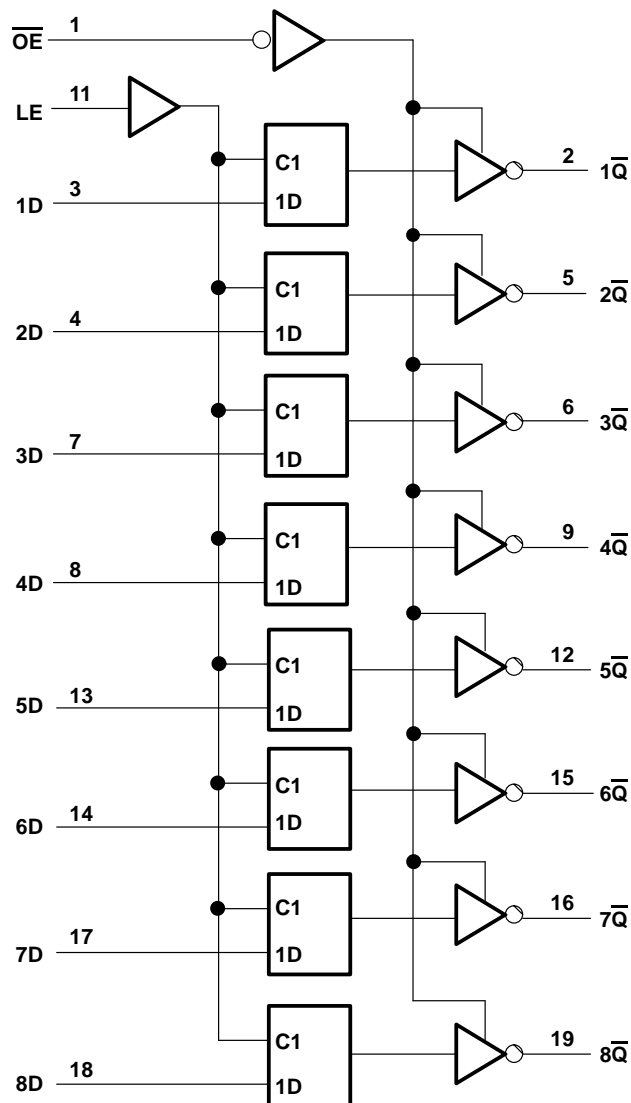 O̅E̅ 1
LE 11
C1
1D 3 1D 2 1Q̅
C1
2D 4 1D 5 2Q̅
C1
3D 7 1D 6 3Q̅
C1
4D 8 1D 9 4Q̅
C1
5D 13 1D 12 5Q̅
C1
6D 14 1D 15 6Q̅
C1
7D 17 1D 16 7Q̅
C1
8D 18 1D 19 8Q̅